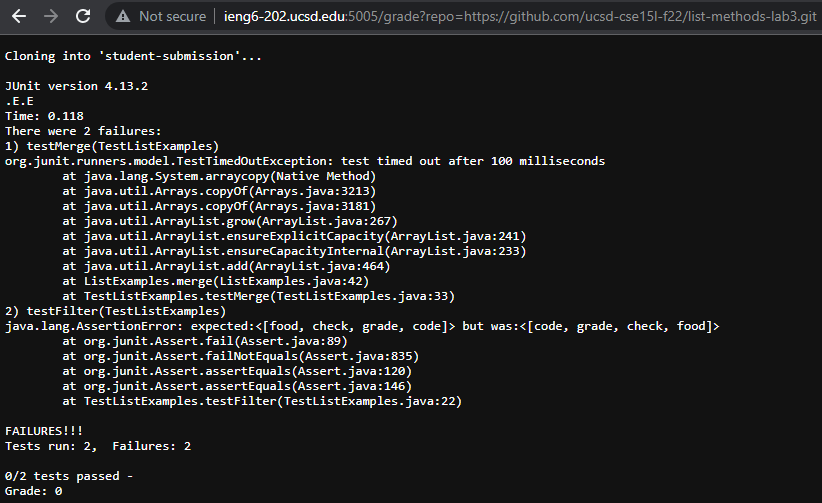 Not secure | ieng6-202.ucsd.edu:5005/grade?repo=https://github.com/ucsd-cse15l-f22/list-methods-lab3.git
Cloning into 'student-submission'...
JUnit version 4.13.2
.E.E
Time: 0.118
There were 2 failures:
1) testMerge(TestListExamples)
org.junit.runners.model.TestTimedOutException: test timed out after 100 milliseconds
        at java.lang.System.arraycopy(Native Method)
        at java.util.Arrays.copyOf(Arrays.java:3213)
        at java.util.Arrays.copyOf(Arrays.java:3181)
        at java.util.ArrayList.grow(ArrayList.java:267)
        at java.util.ArrayList.ensureExplicitCapacity(ArrayList.java:241)
        at java.util.ArrayList.ensureCapacityInternal(ArrayList.java:233)
        at java.util.ArrayList.add(ArrayList.java:464)
        at ListExamples.merge(ListExamples.java:42)
        at TestListExamples.testMerge(TestListExamples.java:33)
2) testFilter(TestListExamples)
java.lang.AssertionError: expected:<[food, check, grade, code]> but was:<[code, grade, check, food]>
        at org.junit.Assert.fail(Assert.java:89)
        at org.junit.Assert.failNotEquals(Assert.java:835)
        at org.junit.Assert.assertEquals(Assert.java:120)
        at org.junit.Assert.assertEquals(Assert.java:146)
        at TestListExamples.testFilter(TestListExamples.java:22)
FAILURES!!!
Tests run: 2,  Failures: 2
0/2 tests passed -
Grade: 0